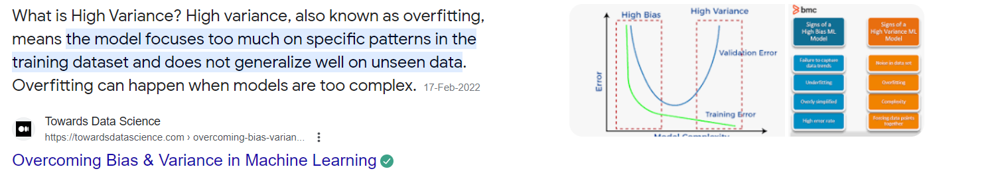 What is High Variance? High variance, also known as overfitting,
means the model focuses too much on specific patterns in the
training dataset and does not generalize well on unseen data.
Overfitting can happen when models are too complex. 17-Feb-2022
Towards Data Science
https://towardsdatascience.com › overcoming-bias-varian...
Overcoming Bias & Variance in Machine Learning
High Bias
High Variance
Validation Error
Error
Training Error
Model Complexity
bmc
Signs of a
High Bias ML
Model
Signs of a
High Variance ML
Model
Failure to capture
data trends
Noise in data set
Underfitting
Overfitting
Overly simplified
Complexity
High error rate
Forcing data points
together